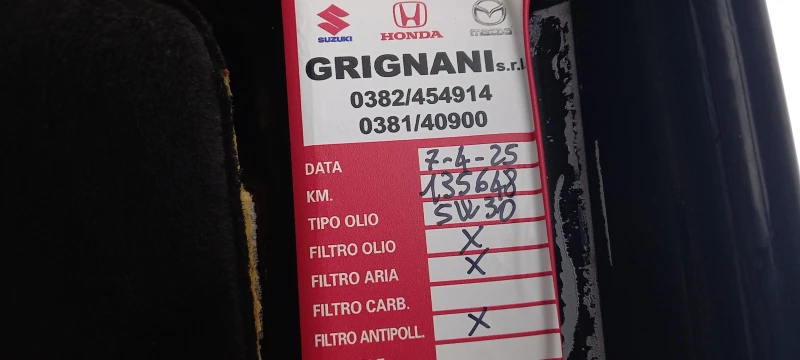 SUZUKI HONDA mazda
GRIGNANI s.r.l.
0382/454914
0381/40900
DATA 7-4-25
KM. 135648
TIPO OLIO 5W30
FILTRO OLIO X
FILTRO ARIA X
FILTRO CARB.
FILTRO ANTIPOLL. X